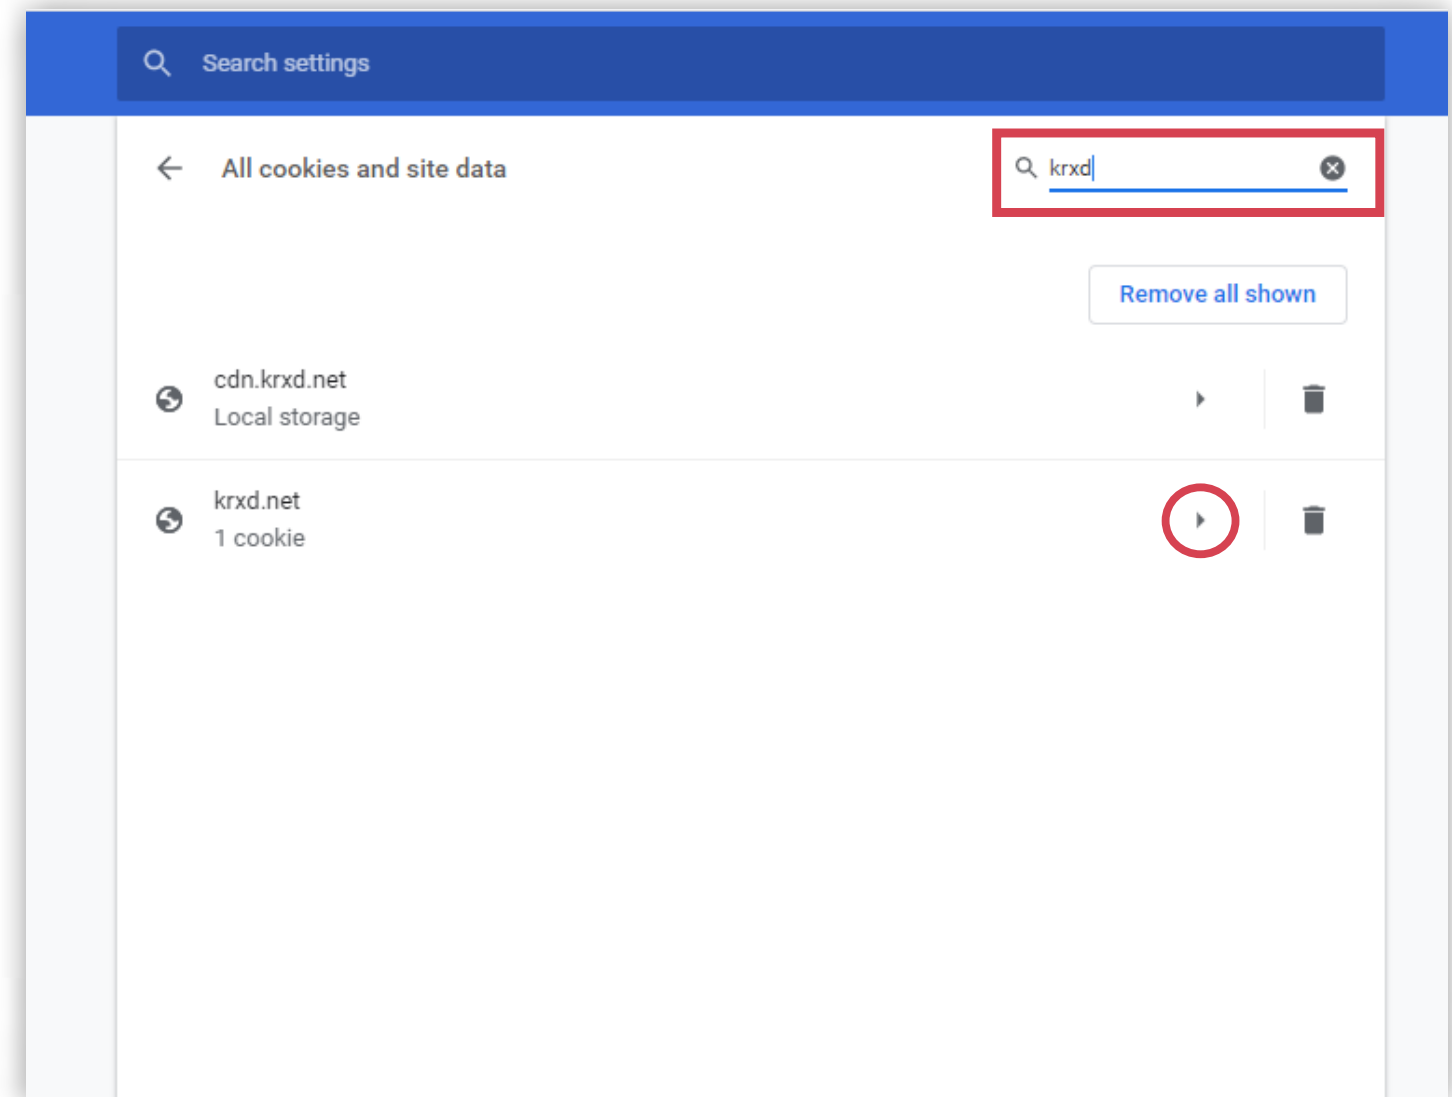 Search settings
All cookies and site data
krxd
Remove all shown
cdn.krxd.net
Local storage
krxd.net
1 cookie